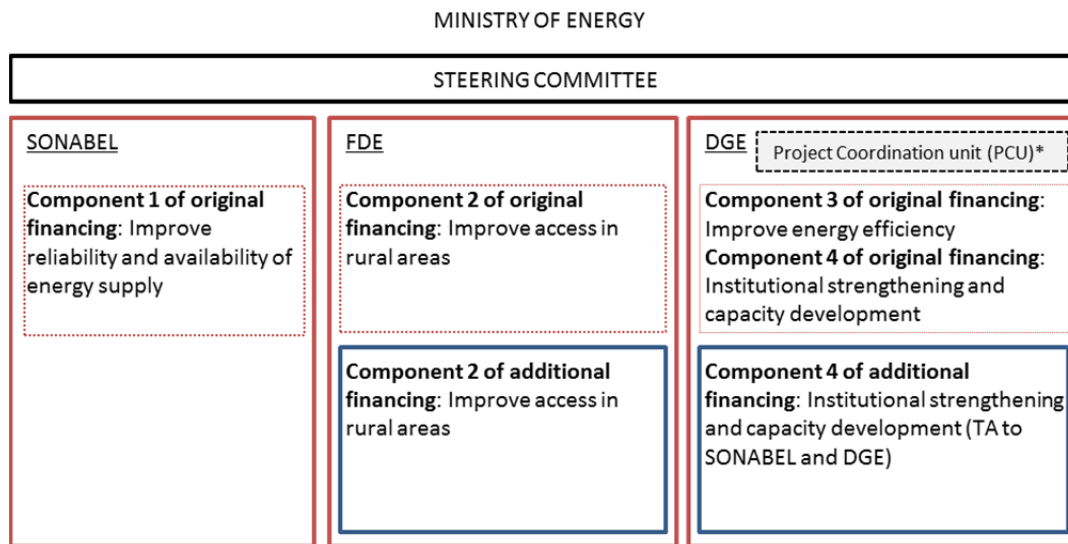 MINISTRY OF ENERGY
STEERING COMMITTEE
SONABEL
Component 1 of original
financing: Improve
reliability and availability of
energy supply
FDE
Component 2 of original
financing: Improve access in
rural areas
Component 2 of additional
financing: Improve access in
rural areas
DGE
Project Coordination unit (PCU)*
Component 3 of original financing:
Improve energy efficiency
Component 4 of original financing:
Institutional strengthening and
capacity development
Component 4 of additional
financing: Institutional strengthening
and capacity development (TA to
SONABEL and DGE)